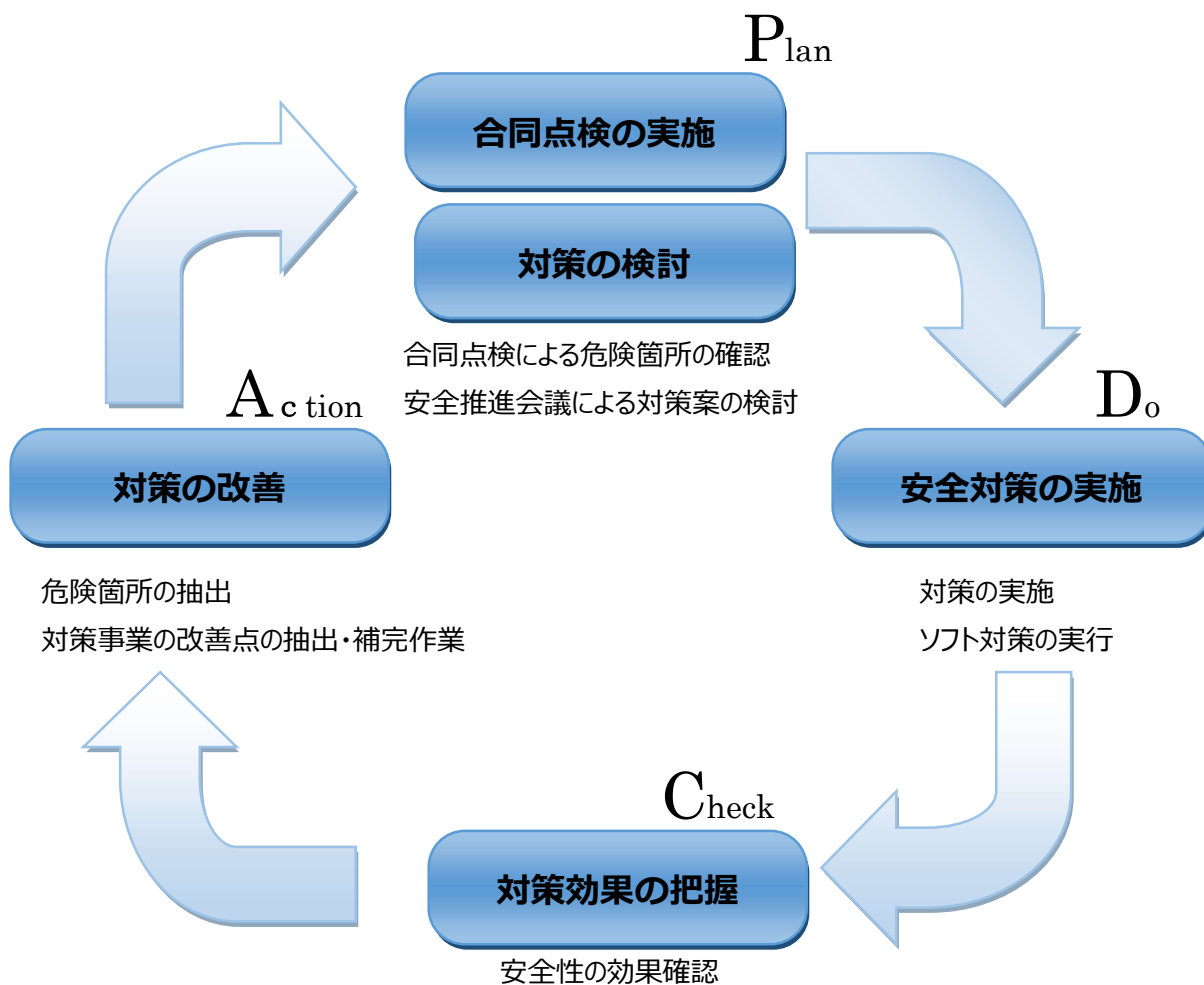 Plan
合同点検の実施
対策の検討
合同点検による危険箇所の確認
安全推進会議による対策案の検討
Do
安全対策の実施
対策の実施
ソフト対策の実行
Check
対策効果の把握
安全性の効果確認
Action
対策の改善
危険箇所の抽出
対策事業の改善点の抽出・補完作業